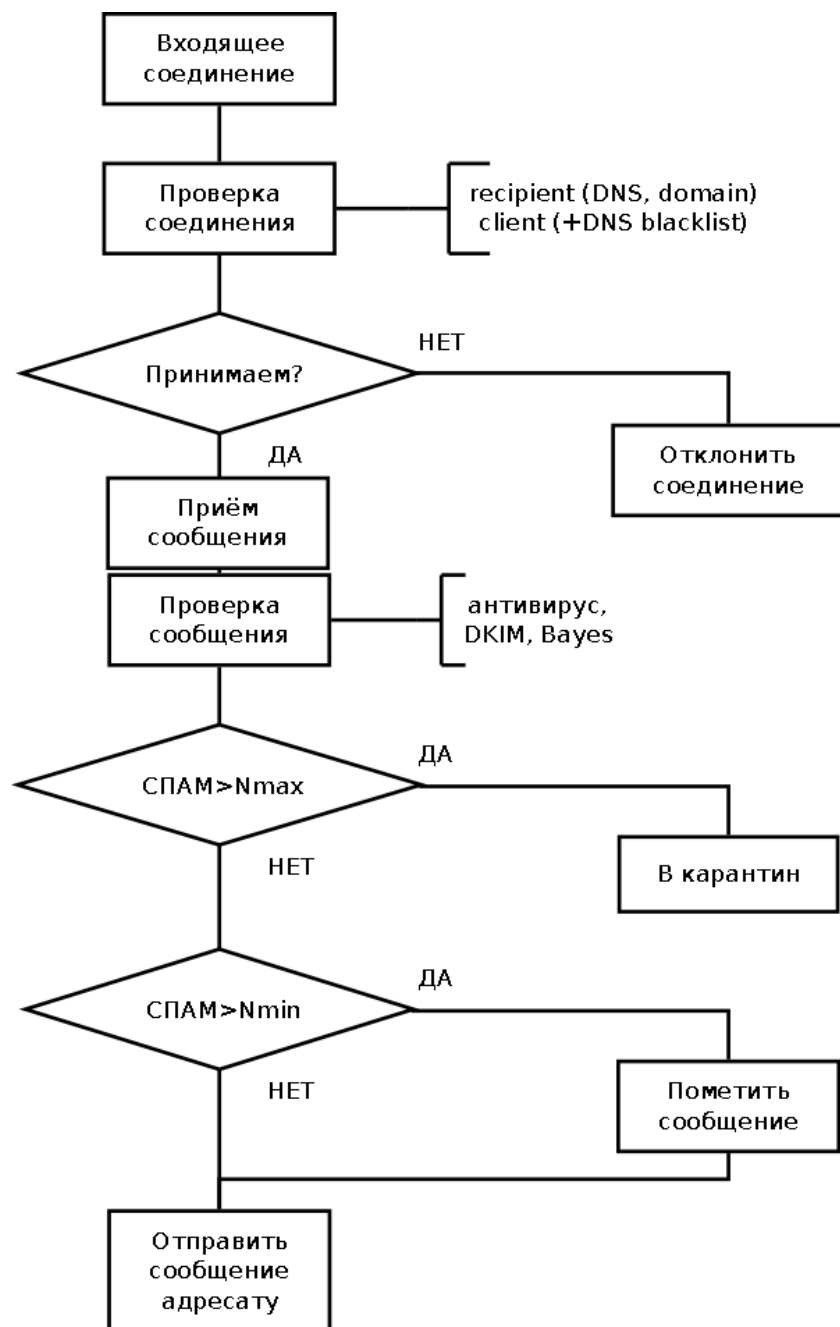 Входящее
соединение
Проверка
соединения
recipient (DNS, domain)
client (+DNS blacklist)
Принимаем?
НЕТ
ДА
Отклонить
соединение
Приём
сообщения
Проверка
сообщения
антивирус,
DKIM, Bayes
СПАМ>Nmax
ДА
НЕТ
В карантин
СПАМ>Nmin
ДА
НЕТ
Пометить
сообщение
Отправить
сообщение
адресату